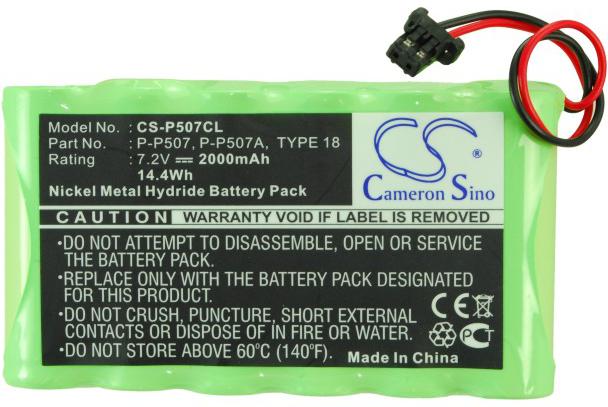 Model No. : CS-P507CL
Part No. : P-P507, P-P507A, TYPE 18
Rating : 7.2V ⎓ 2000mAh
14.4Wh
Nickel Metal Hydride Battery Pack
CS
Cameron Sino
CAUTION WARRANTY VOID IF LABEL IS REMOVED
•DO NOT ATTEMPT TO DISASSEMBLE, OPEN OR SERVICE
THE BATTERY PACK.
•REPLACE ONLY WITH THE BATTERY PACK DESIGNATED
FOR THIS PRODUCT.
•DO NOT CRUSH, PUNCTURE, SHORT EXTERNAL
CONTACTS OR DISPOSE OF IN FIRE.
•DO NOT STORE ABOVE 60°C (140°F).
CE
PCT
Made In China